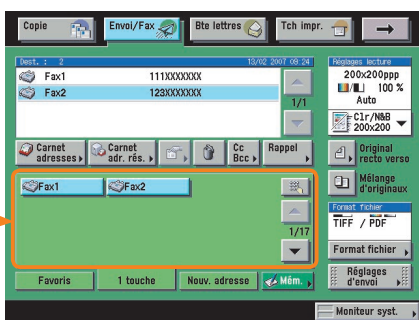 Copie
Envoi/Fax
Bte lettres
Tch impr.
Dest. : 2
13/02 2007 09:24
Fax1 111XXXXXXX
Fax2 123XXXXXXX
1/1
Réglages lecture
200x200ppp
100 %
Auto
Clr/N&B
200x200
Carnet
adresses
Carnet
adr. rés.
Cc
Bcc
Rappel
Original
recto verso
Mélange
d'originaux
Fax1
Fax2
1/17
Format fichier
TIFF / PDF
Format fichier
Favoris
1 touche
Nouv. adresse
Mém.
Réglages
d'envoi
Moniteur syst.